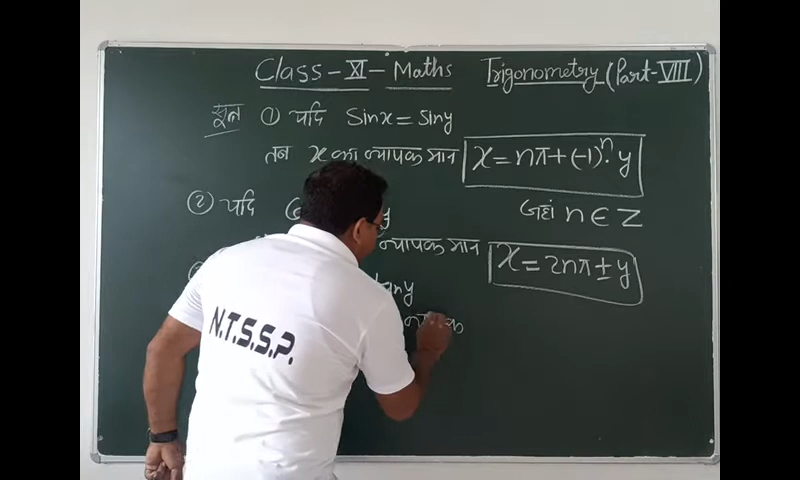 Class-XI-Maths Trigonometry (Part-VIII)
सूत्र ① यदि Sinx = Siny
तब x का व्यापक मान x = nπ + (-1)ⁿ. y
② यदि y जहां n ∈ Z
व्यापक मान x = 2nπ ± y
any
N.T.S.S.P.